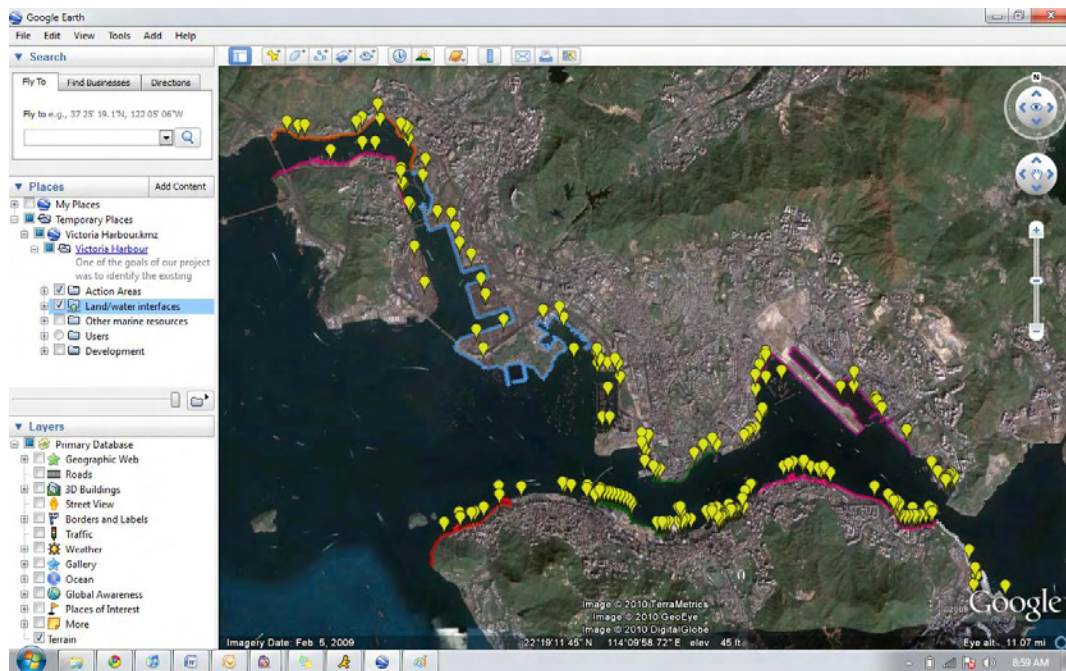 Google Earth
File Edit View Tools Add Help
Search
Fly To Find Businesses Directions
Fly to e.g., 37 25' 19.1"N, 122 05' 06"W
Places Add Content
My Places
Temporary Places
Victoria Harbour.kmz
Victoria Harbour
One of the goals of our project
was to identify the existing
Action Areas
Land/water interfaces
Other marine resources
Users
Development
Layers
Primary Database
Geographic Web
Roads
3D Buildings
Street View
Borders and Labels
Traffic
Weather
Gallery
Ocean
Global Awareness
Places of Interest
More
Terrain
N
Image © 2010 TerraMetrics
Image © 2010 GeoEye
Image © 2010 DigitalGlobe
©2009 Google
Imagery Date: Feb 5, 2009 22°19'11.45" N 114°09'58.72" E elev 45 ft Eye alt 11.07 mi
8:59 AM